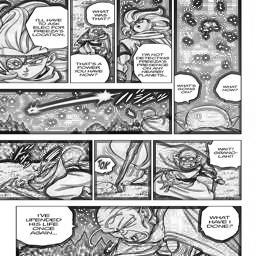 WHAT
NOW?
WHAT'S
GOING
ON?
I'M NOT
DETECTING
FREEZA'S
PRESENCE
ON ANY
NEARBY
PLANETS...
WHAT
WAS
THAT?
THAT'S A
POWER
YOU HAVE
NOW?
I'LL HAVE
TO ASK
ELEC FOR
FREEZA'S
LOCATION.
WAIT!
GRANO-
LAH!!
WHAT
HAVE I
DONE?
I'VE
UPENDED
HIS LIFE
ONCE
AGAIN...